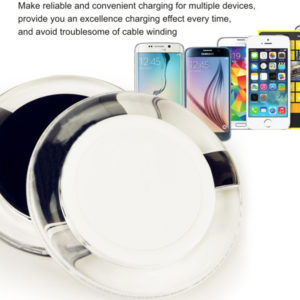 Make reliable and convenient charging for multiple devices,
provide you an excellence charging effect every time,
and avoid troublesome of cable winding